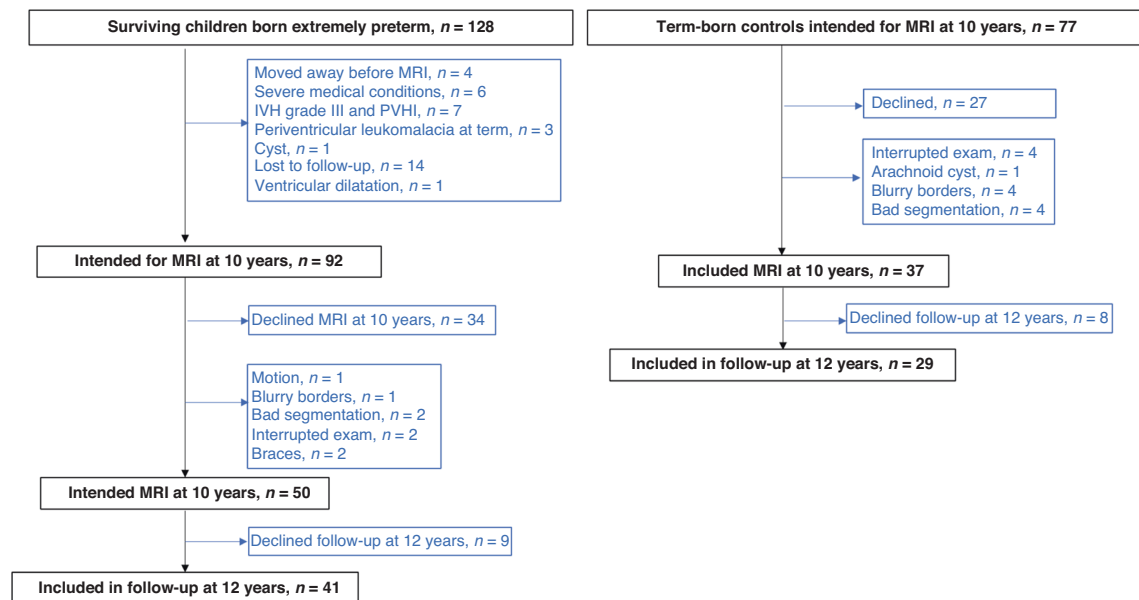 Surviving children born extremely preterm, n = 128
Moved away before MRI, n = 4
Severe medical conditions, n = 6
IVH grade III and PVHI, n = 7
Periventricular leukomalacia at term, n = 3
Cyst, n = 1
Lost to follow-up, n = 14
Ventricular dilatation, n = 1
Intended for MRI at 10 years, n = 92
Declined MRI at 10 years, n = 34
Motion, n = 1
Blurry borders, n = 1
Bad segmentation, n = 2
Interrupted exam, n = 2
Braces, n = 2
Intended MRI at 10 years, n = 50
Declined follow-up at 12 years, n = 9
Included in follow-up at 12 years, n = 41
Term-born controls intended for MRI at 10 years, n = 77
Declined, n = 27
Interrupted exam, n = 4
Arachnoid cyst, n = 1
Blurry borders, n = 4
Bad segmentation, n = 4
Included MRI at 10 years, n = 37
Declined follow-up at 12 years, n = 8
Included in follow-up at 12 years, n = 29